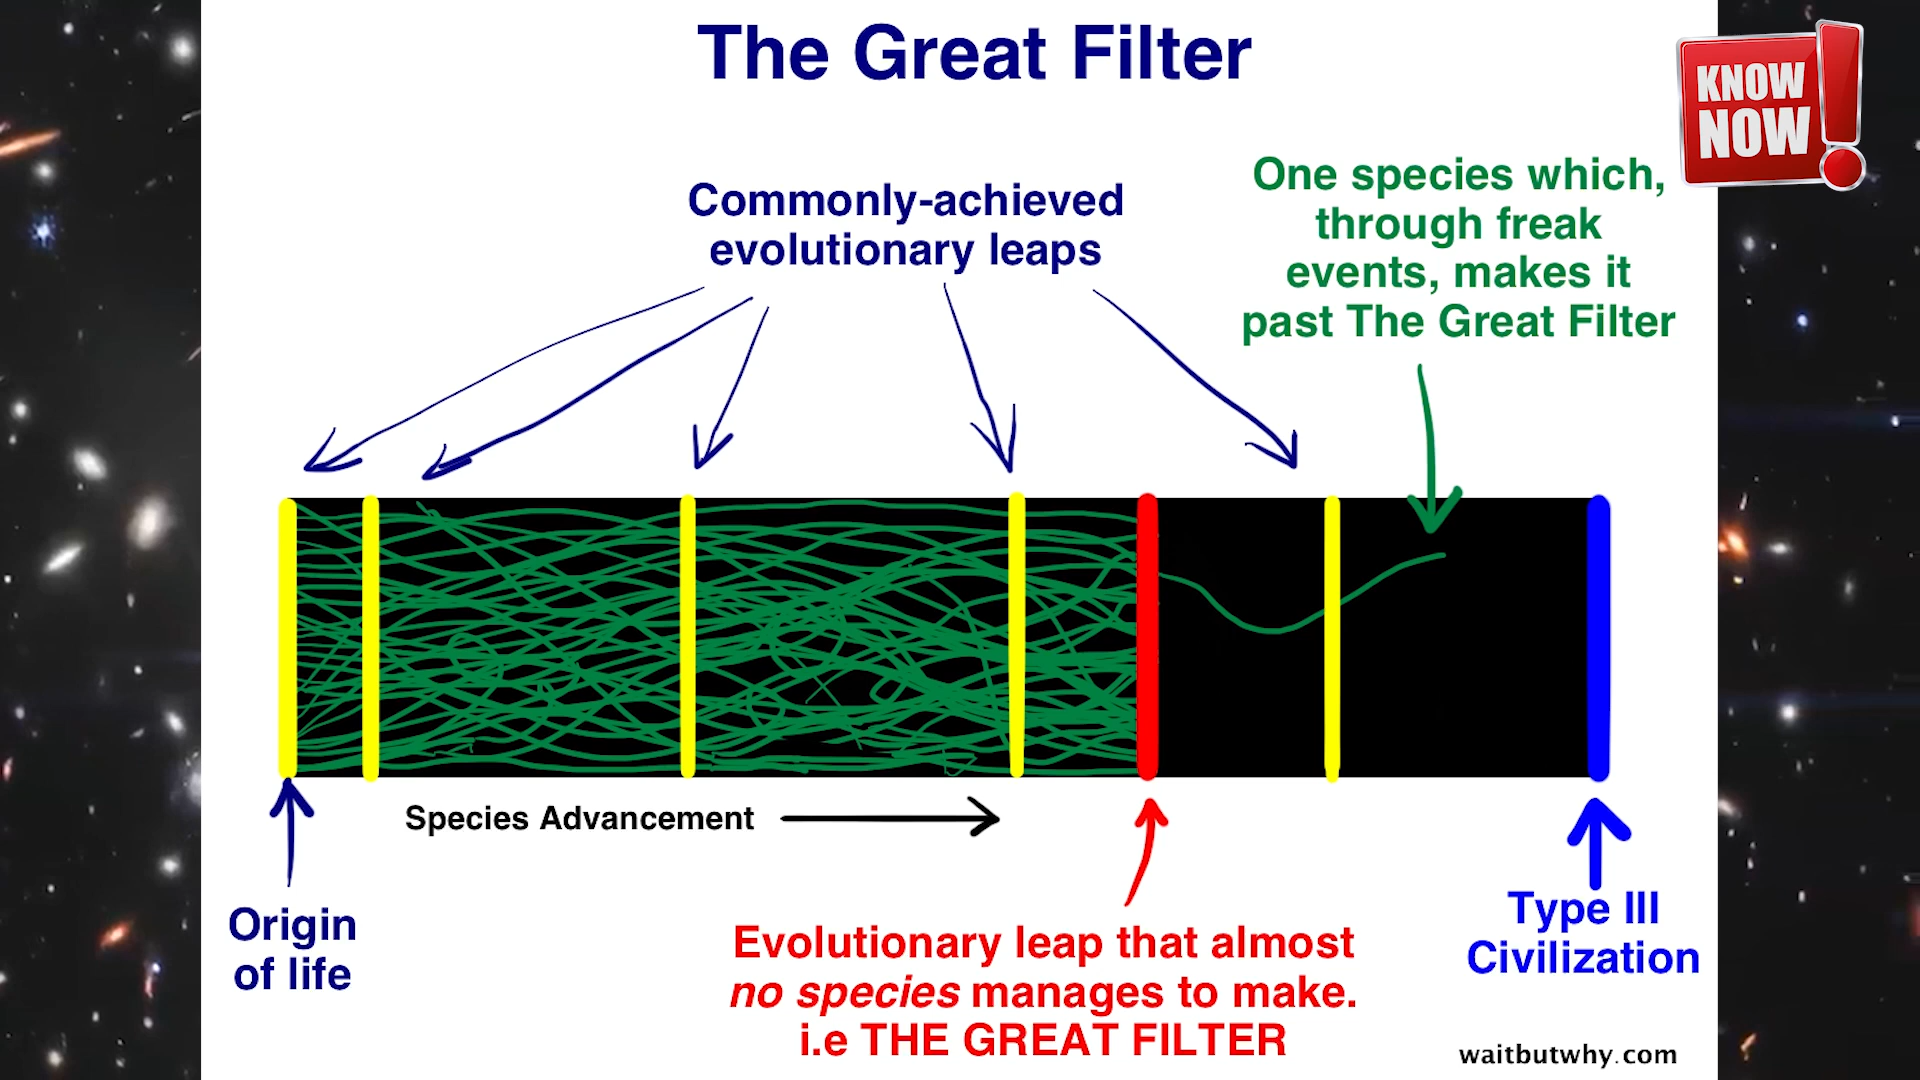 The Great Filter
KNOW
NOW
Commonly-achieved
evolutionary leaps
One species which,
through freak
events, makes it
past The Great Filter
Species Advancement
Origin
of life
Evolutionary leap that almost
no species manages to make.
i.e THE GREAT FILTER
Type III
Civilization
waitbutwhy.com